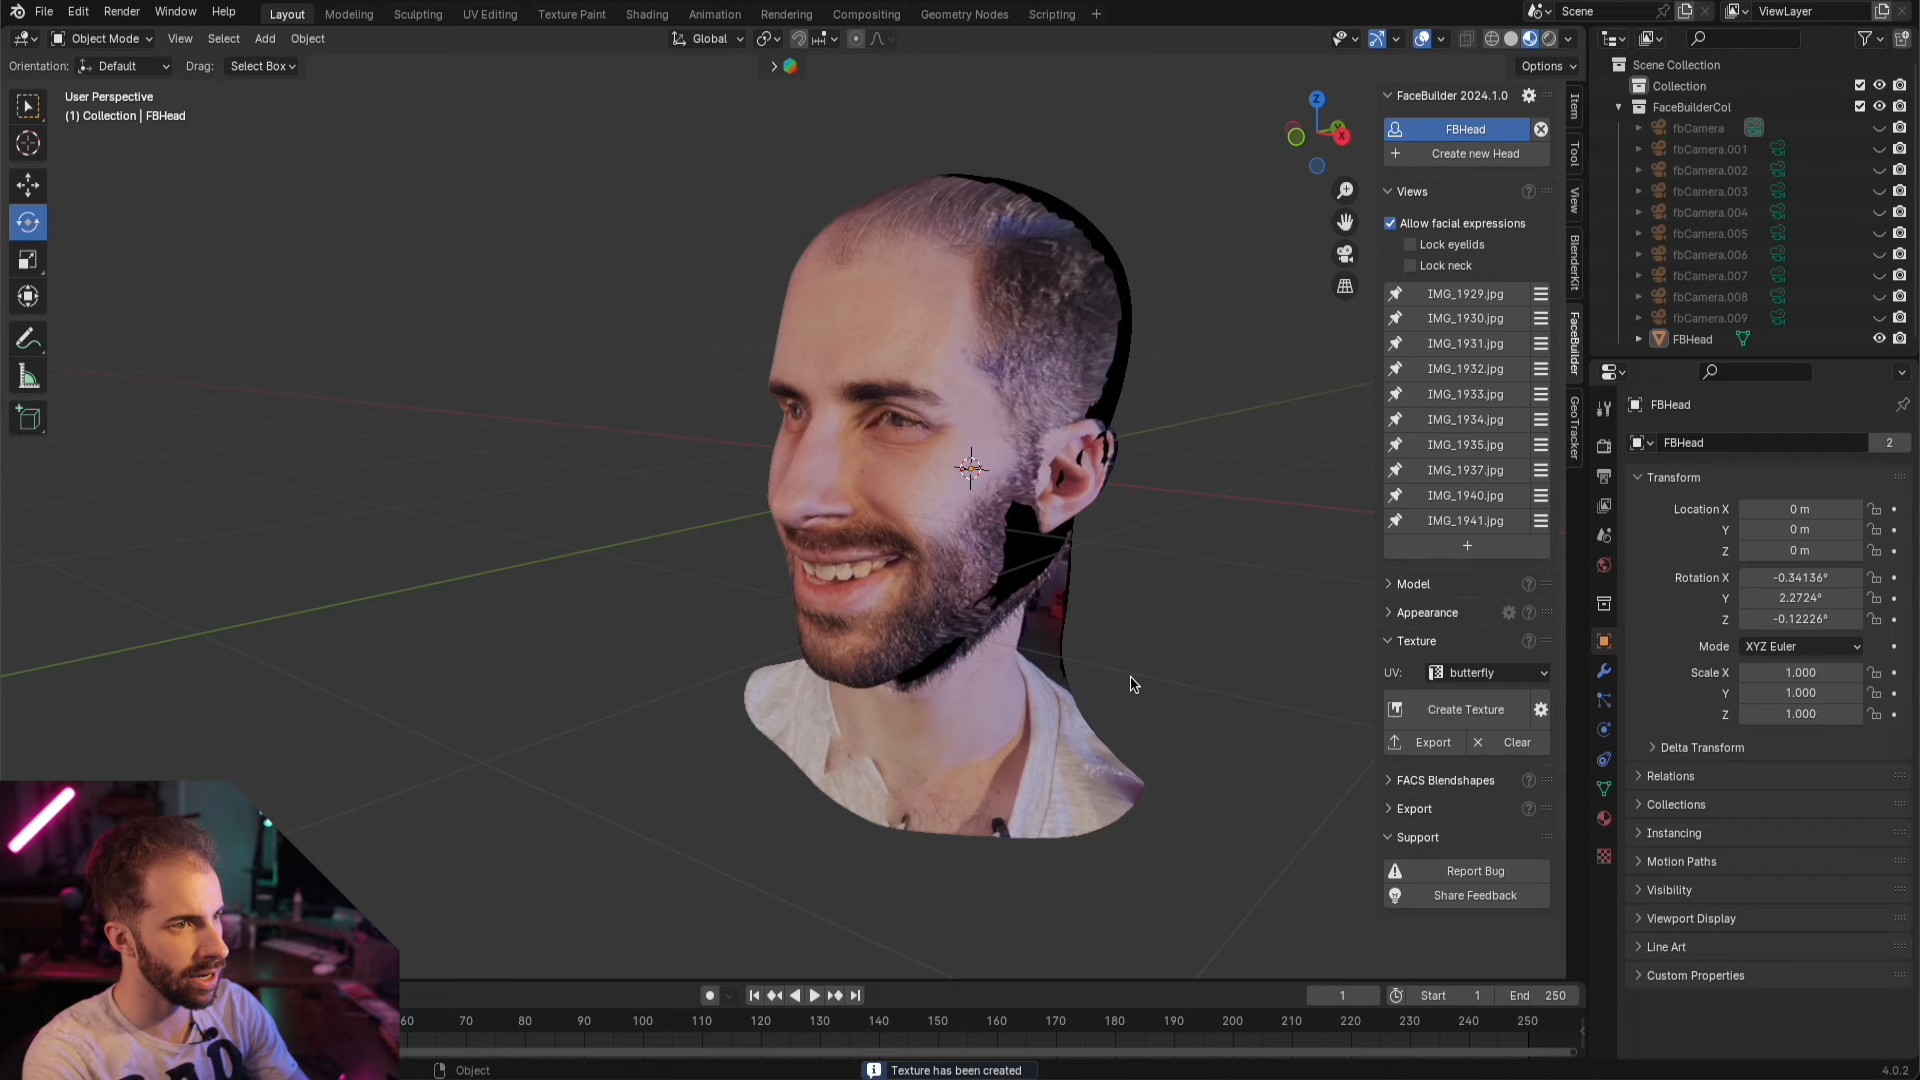 File Edit Render Window Help Layout Modeling Sculpting UV Editing Texture Paint Shading Animation Rendering Compositing Geometry Nodes Scripting + Scene ViewLayer
Object Mode View Select Add Object Global
Orientation: Default Drag: Select Box Options
User Perspective
(1) Collection | FBHead
Z
X
FaceBuilder 2024.1.0
FBHead
+ Create new Head
Views
Allow facial expressions
Lock eyelids
Lock neck
IMG_1929.jpg
IMG_1930.jpg
IMG_1931.jpg
IMG_1932.jpg
IMG_1933.jpg
IMG_1934.jpg
IMG_1935.jpg
IMG_1937.jpg
IMG_1940.jpg
IMG_1941.jpg
+
Model
Appearance
Texture
UV: butterfly
Create Texture
Export Clear
FACS Blendshapes
Export
Support
Report Bug
Share Feedback
Item
Tool
View
BlenderKit
FaceBuilder
GeoTracker
Scene Collection
Collection
FaceBuilderCol
fbCamera
fbCamera.001
fbCamera.002
fbCamera.003
fbCamera.004
fbCamera.005
fbCamera.006
fbCamera.007
fbCamera.008
fbCamera.009
FBHead
FBHead
FBHead 2
Transform
Location X 0 m
Y 0 m
Z 0 m
Rotation X -0.34136°
Y 2.2724°
Z -0.12226°
Mode XYZ Euler
Scale X 1.000
Y 1.000
Z 1.000
Delta Transform
Relations
Collections
Instancing
Motion Paths
Visibility
Viewport Display
Line Art
Custom Properties
1 Start 1 End 250
60 70 80 90 100 110 120 130 140 150 160 170 180 190 200 210 220 230 240 250
Object Texture has been created 4.0.2